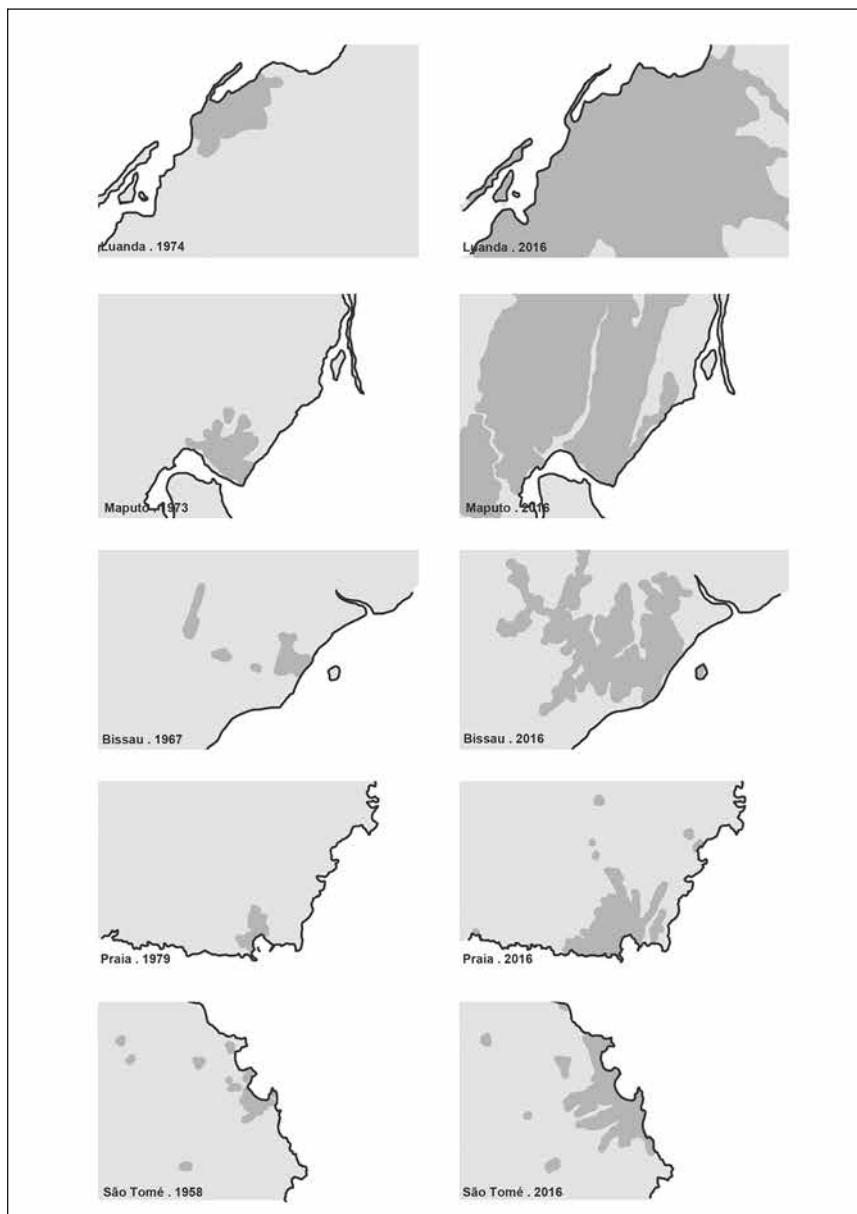 Luanda . 1974
Luanda . 2016
Maputo . 1973
Maputo . 2016
Bissau . 1967
Bissau . 2016
Praia . 1979
Praia . 2016
São Tomé . 1958
São Tomé . 2016